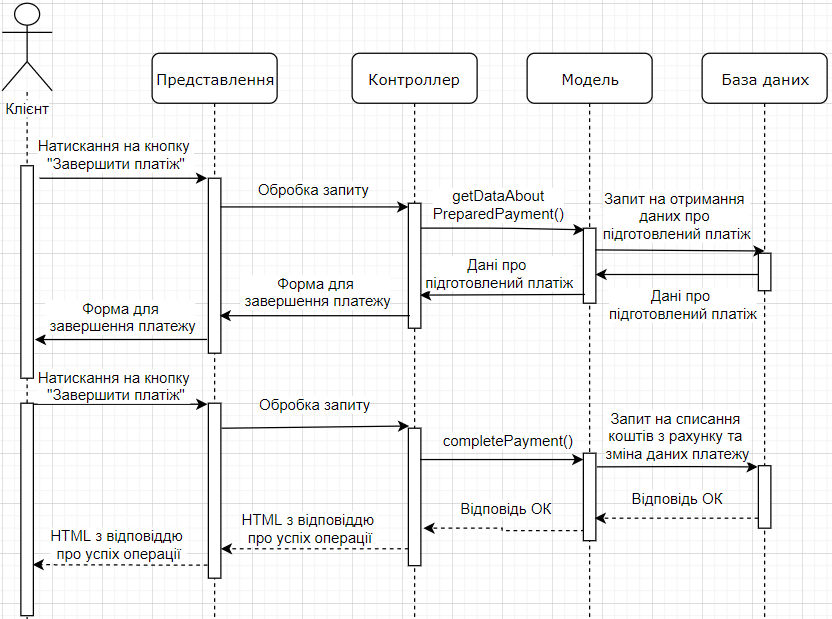 Клієнт
Представлення
Контроллер
Модель
База даних
Натискання на кнопку
"Завершити платіж"
Обробка запиту
getDataAbout
PreparedPayment()
Запит на отримання
даних про
підготовлений платіж
Дані про
підготовлений платіж
Дані про
підготовлений платіж
Форма для
завершення платежу
Форма для
завершення платежу
Натискання на кнопку
"Завершити платіж"
Обробка запиту
completePayment()
Запит на списання
коштів з рахунку та
зміна даних платежу
Відповідь ОК
Відповідь ОК
HTML з відповіддю
про успіх операції
HTML з відповіддю
про успіх операції